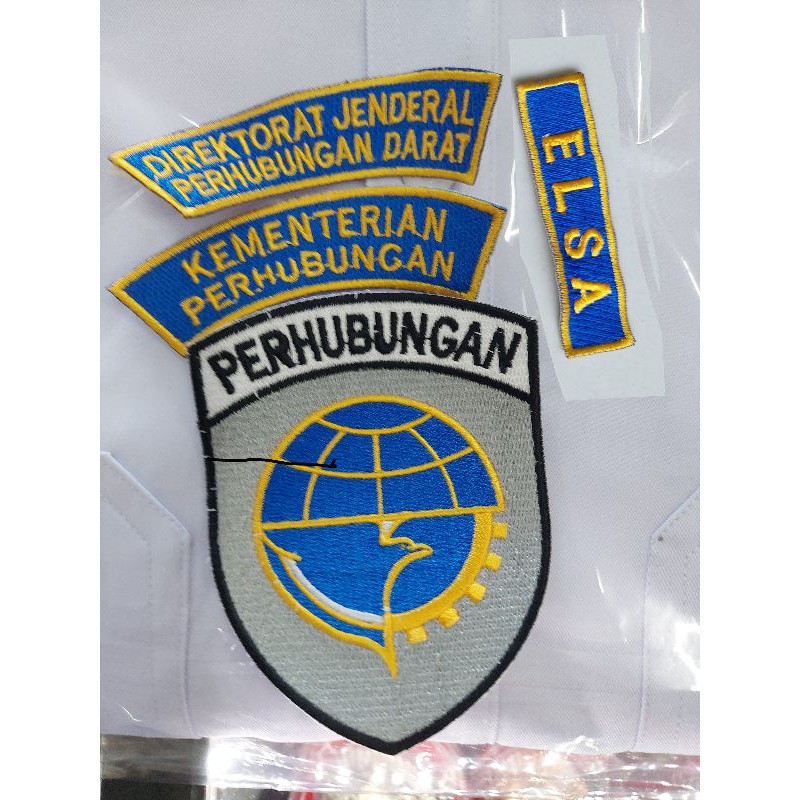 DIREKTORAT JENDERAL
PERHUBUNGAN DARAT
KEMENTERIAN
PERHUBUNGAN
PERHUBUNGAN
ELSA